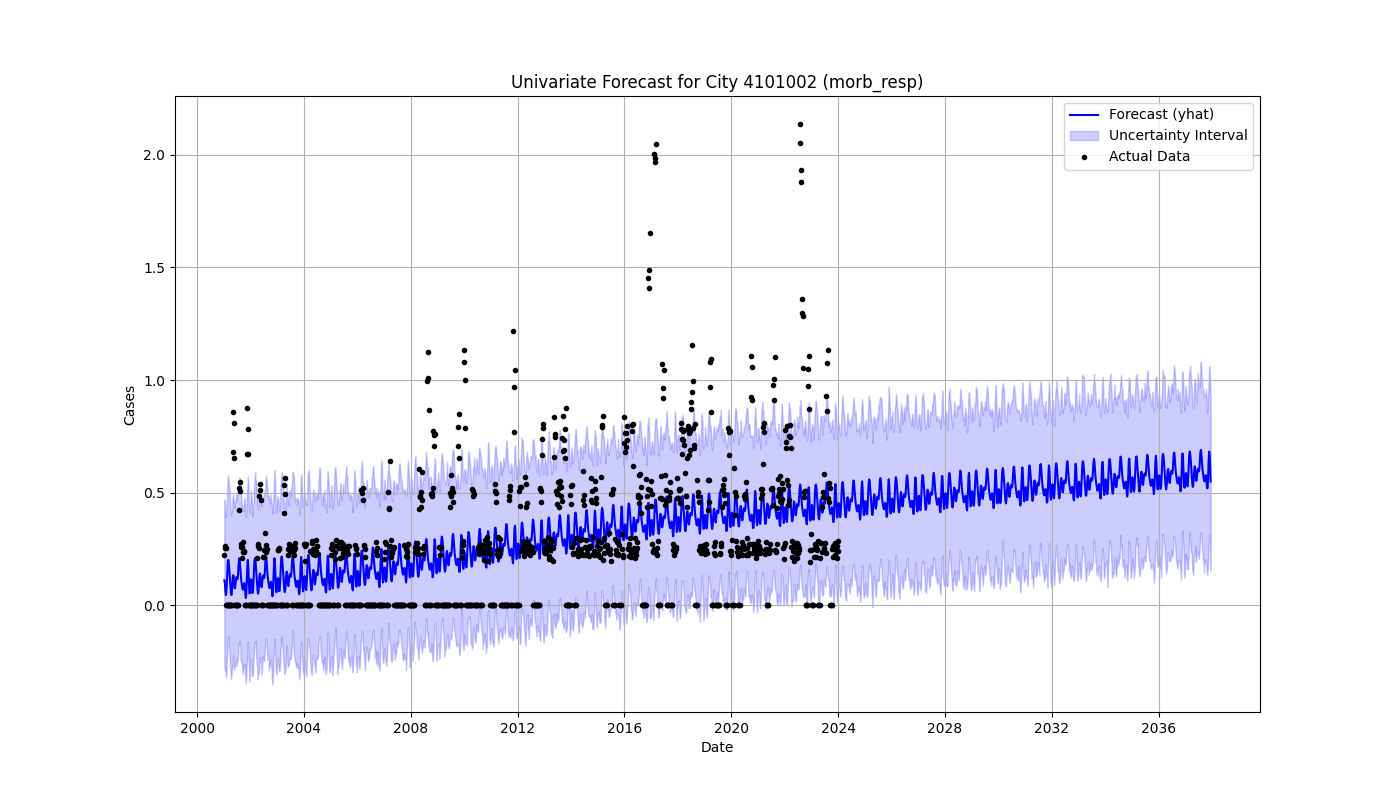 Univariate Forecast for City 4101002 (morb_resp)
Forecast (yhat)
Uncertainty Interval
Actual Data
2.0
1.5
1.0
0.5
0.0
Cases
2000 2004 2008 2012 2016 2020 2024 2028 2032 2036
Date